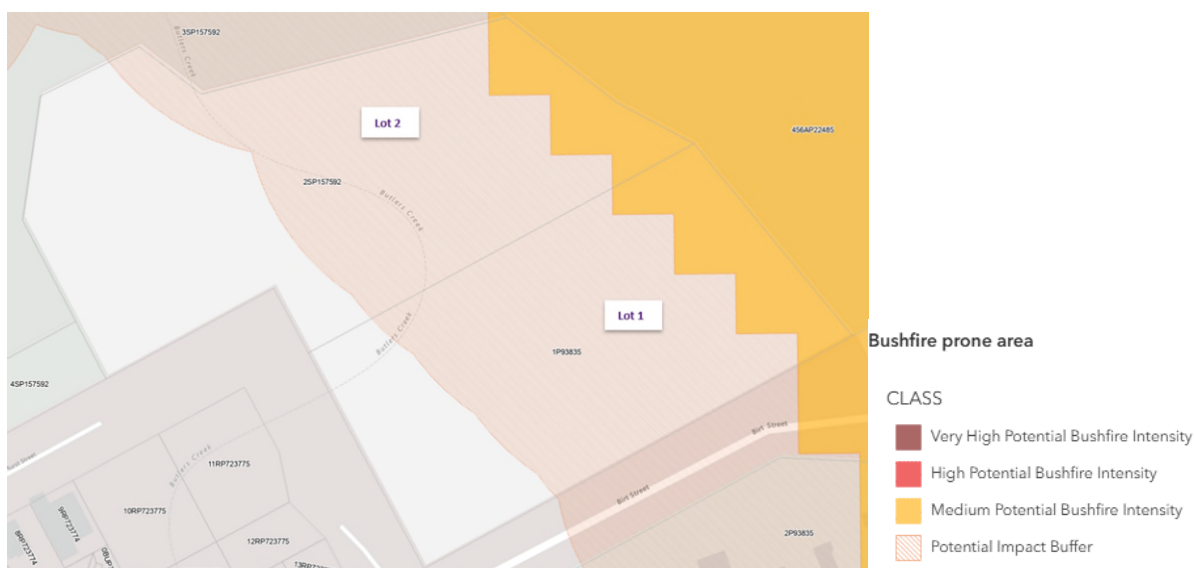 3SP157592
Butlers Creek
Lot 2
456AP22485
2SP157592
Butlers Creek
Lot 1
Butlers Creek
1P93835
4SP157592
Birt Street
Butlers Creek
11RP723775
Birt Street
10RP723775
9RP723774
12RP723775
2P93835
8RP723774
Bushfire prone area
CLASS
Very High Potential Bushfire Intensity
High Potential Bushfire Intensity
Medium Potential Bushfire Intensity
Potential Impact Buffer